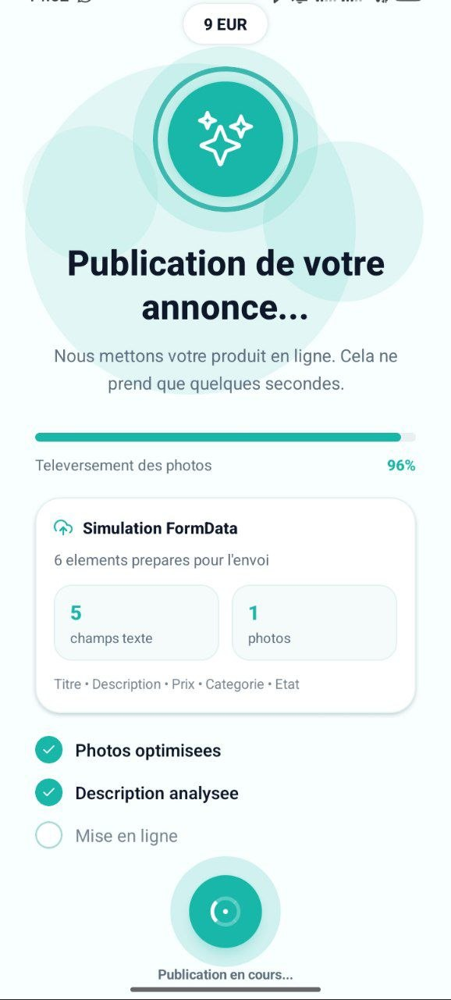 9 EUR
Publication de votre
annonce...
Nous mettons votre produit en ligne. Cela ne
prend que quelques secondes.
Televersement des photos
96%
Simulation FormData
6 elements prepares pour l'envoi
5
champs texte
1
photos
Titre • Description • Prix • Categorie • Etat
Photos optimisees
Description analysee
Mise en ligne
Publication en cours...